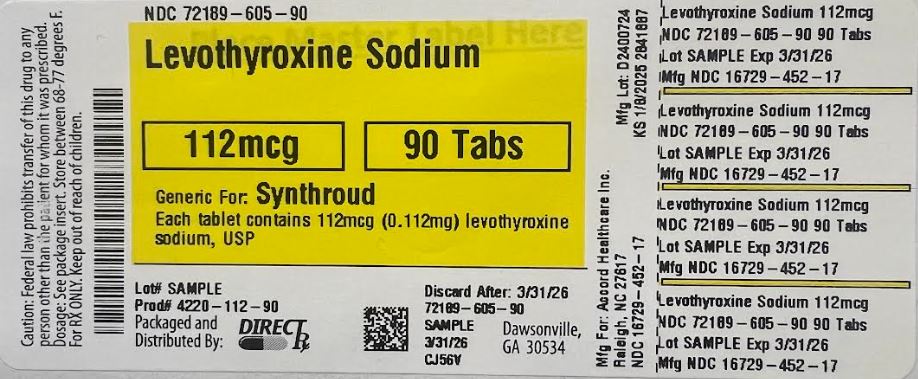 Caution: Federal law prohibits transfer of this drug to any
person other than the patient for whom it was prescribed.
Dosage: See package insert. Store between 68-77 degrees F.
For RX ONLY. Keep out of reach of children.
NDC 72189-605-90
Levothyroxine Sodium
112mcg
90 Tabs
Generic For: Synthroud
Each tablet contains 112mcg (0.112mg) levothyroxine
sodium, USP
Lot# SAMPLE
Prod# 4220-112-90
Packaged and
Distributed By:
DIRECT Rx
Discard After: 3/31/26
72189-605-90
SAMPLE
3/31/26
CJ56V
Dawsonville,
GA 30534
Mfg Lot: D2400724
KS 1/8/2025 2841887
Mfg For: Accord Healthcare Inc.
Raleigh, NC 27617
NDC 16729-452-17
Levothyroxine Sodium 112mcg
NDC 72189-605-90 90 Tabs
Lot SAMPLE Exp 3/31/26
Mfg NDC 16729-452-17
Levothyroxine Sodium 112mcg
NDC 72189-605-90 90 Tabs
Lot SAMPLE Exp 3/31/26
Mfg NDC 16729-452-17
Levothyroxine Sodium 112mcg
NDC 72189-605-90 90 Tabs
Lot SAMPLE Exp 3/31/26
Mfg NDC 16729-452-17
Levothyroxine Sodium 112mcg
NDC 72189-605-90 90 Tabs
Lot SAMPLE Exp 3/31/26
Mfg NDC 16729-452-17